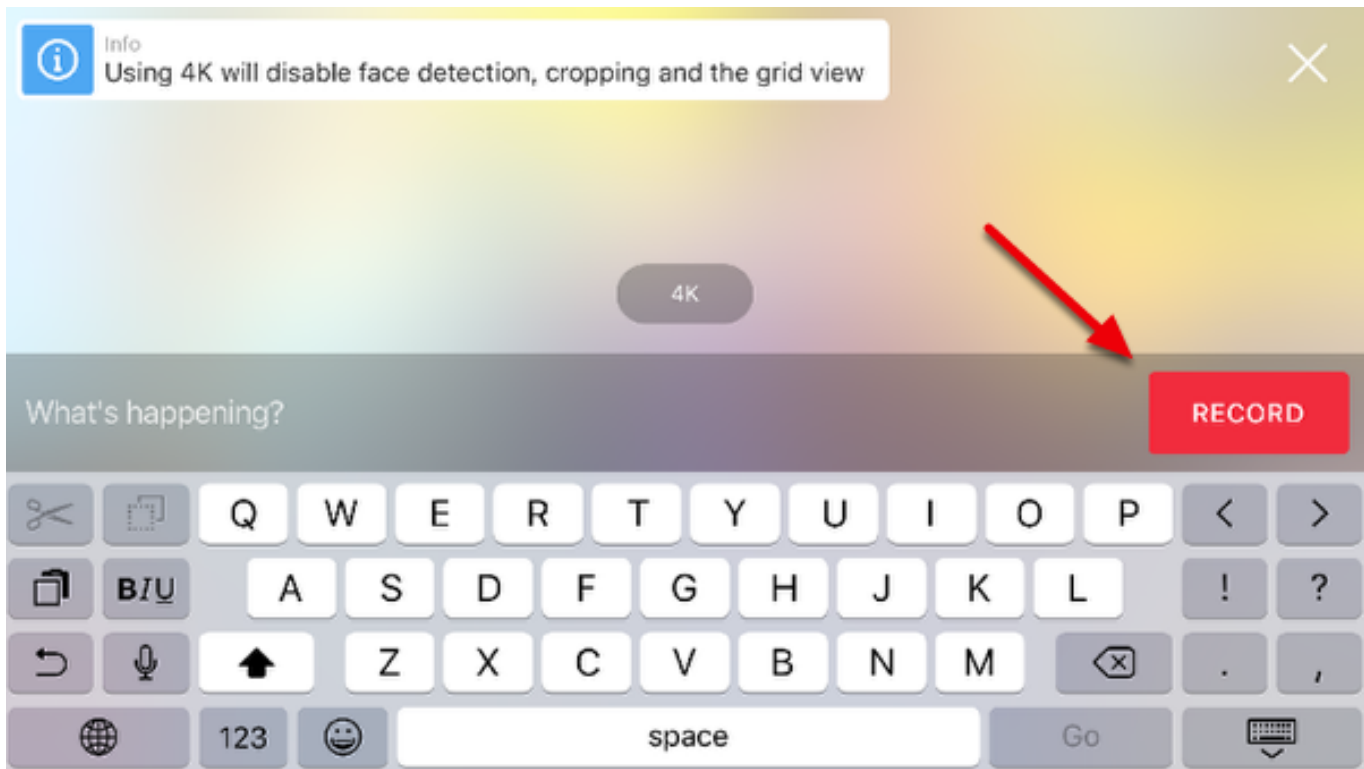 Info
Using 4K will disable face detection, cropping and the grid view
4K
What's happening?
RECORD
Q W E R T Y U I O P < >
BIU A S D F G H J K L ! ?
Z X C V B N M . ,
123 space Go